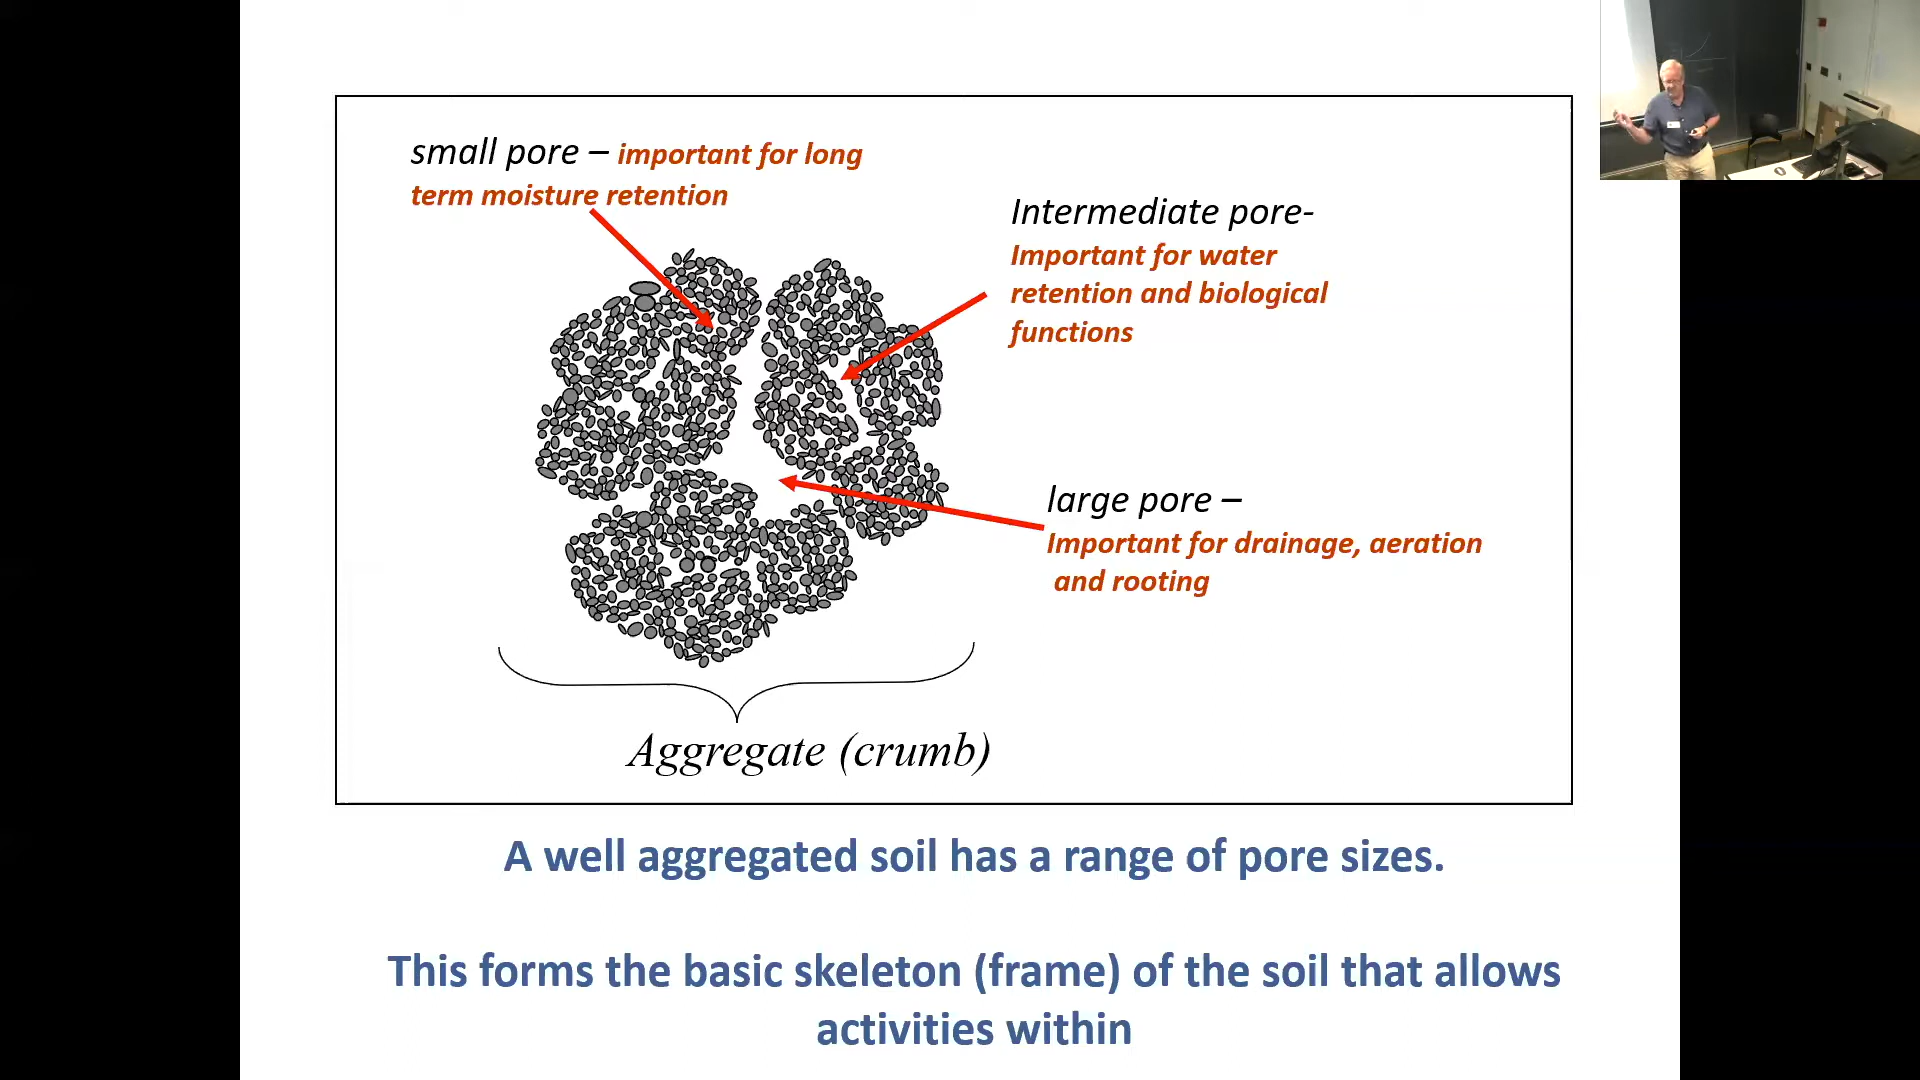 small pore – important for long
term moisture retention
Intermediate pore-
Important for water
retention and biological
functions
large pore –
Important for drainage, aeration
and rooting
Aggregate (crumb)
A well aggregated soil has a range of pore sizes.
This forms the basic skeleton (frame) of the soil that allows
activities within